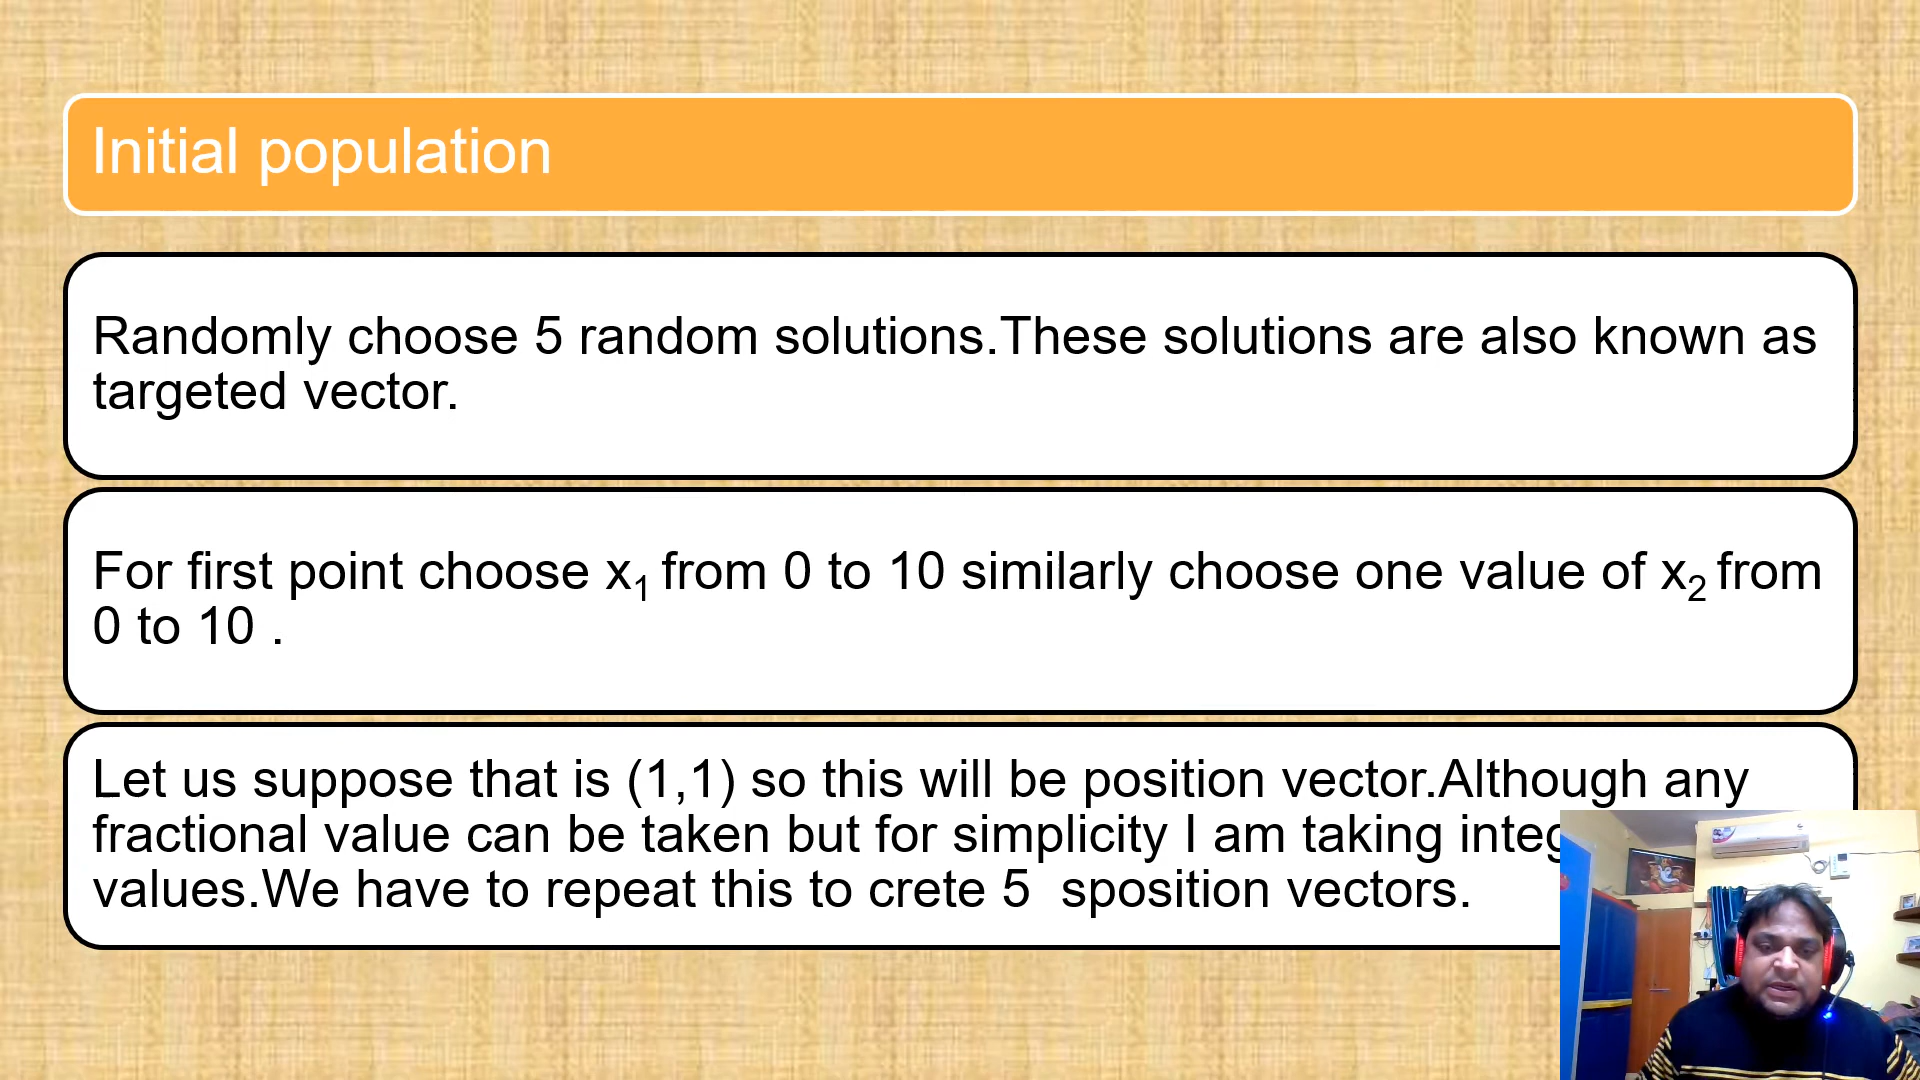 Initial population
Randomly choose 5 random solutions.These solutions are also known as
targeted vector.
For first point choose x₁ from 0 to 10 similarly choose one value of x₂ from
0 to 10 .
Let us suppose that is (1,1) so this will be position vector.Although any
fractional value can be taken but for simplicity I am taking integ
values.We have to repeat this to crete 5  sposition vectors.